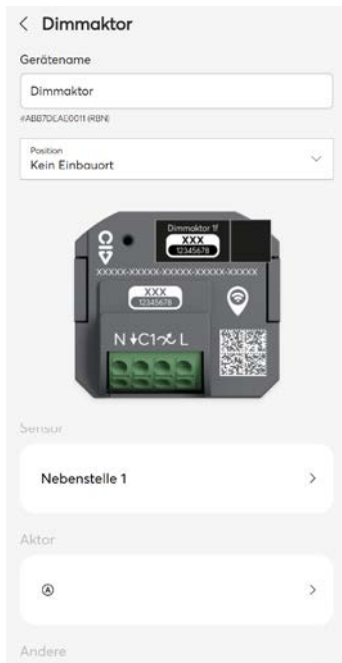 Dimmaktor
Gerätename
Dimmaktor
#ABB7DCAE0011 (RBN)
Position
Kein Einbauort
Dimmaktor 1f
XXX
12345678
XXXXX-XXXXX-XXXXX-XXXXX-XXXXX
XXX
12345678
N C1 L
Sensor
Nebenstelle 1
Aktor
A
Andere